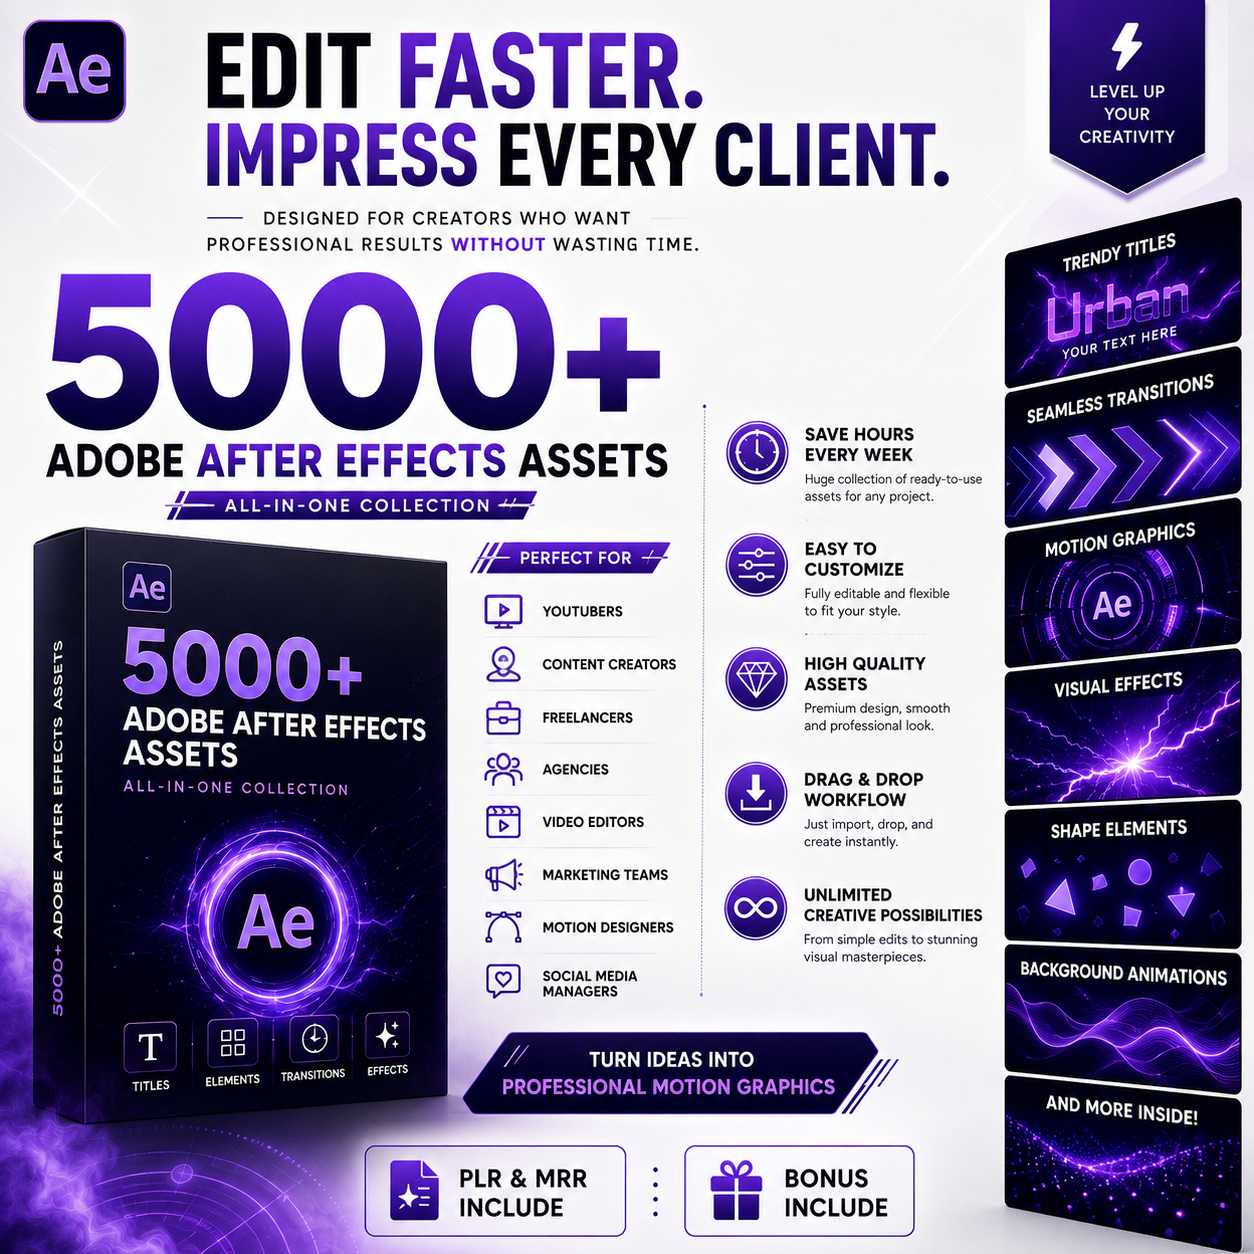 Ae
EDIT FASTER.
IMPRESS EVERY CLIENT.
DESIGNED FOR CREATORS WHO WANT
PROFESSIONAL RESULTS WITHOUT WASTING TIME.
LEVEL UP
YOUR
CREATIVITY
5000+
ADOBE AFTER EFFECTS ASSETS
ALL-IN-ONE COLLECTION
5000+ ADOBE AFTER EFFECTS ASSETS
Ae
5000+
ADOBE AFTER EFFECTS
ASSETS
ALL-IN-ONE COLLECTION
Ae
TITLES
ELEMENTS
TRANSITIONS
EFFECTS
PERFECT FOR
YOUTUBERS
CONTENT CREATORS
FREELANCERS
AGENCIES
VIDEO EDITORS
MARKETING TEAMS
MOTION DESIGNERS
SOCIAL MEDIA
MANAGERS
SAVE HOURS
EVERY WEEK
Huge collection of ready-to-use
assets for any project.
EASY TO
CUSTOMIZE
Fully editable and flexible
to fit your style.
HIGH QUALITY
ASSETS
Premium design, smooth
and professional look.
DRAG & DROP
WORKFLOW
Just import, drop, and
create instantly.
UNLIMITED
CREATIVE POSSIBILITIES
From simple edits to stunning
visual masterpieces.
TRENDY TITLES
Urban
YOUR TEXT HERE
SEAMLESS TRANSITIONS
MOTION GRAPHICS
Ae
VISUAL EFFECTS
SHAPE ELEMENTS
BACKGROUND ANIMATIONS
AND MORE INSIDE!
TURN IDEAS INTO
PROFESSIONAL MOTION GRAPHICS
PLR & MRR
INCLUDE
BONUS
INCLUDE